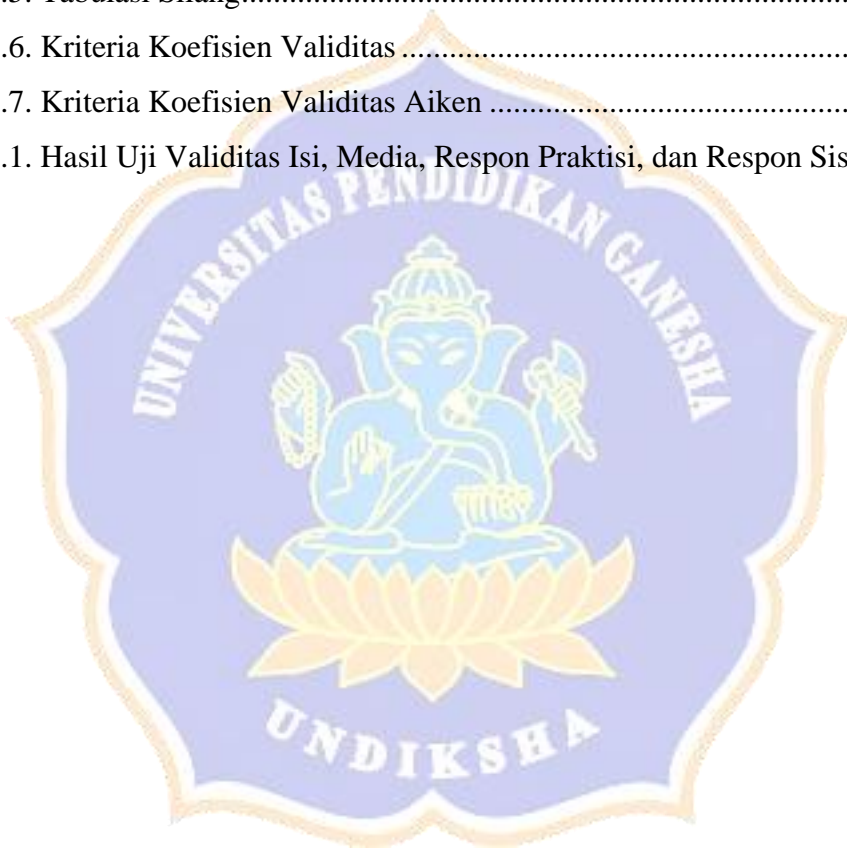 .5. Tabulasi Silang....................................................................................
.6. Kriteria Koefisien Validitas .........................................................
.7. Kriteria Koefisien Validitas Aiken ..............................................
.1. Hasil Uji Validitas Isi, Media, Respon Praktisi, dan Respon Sis
UNIVERSITAS PENDIDIKAN GANESHA
UNDIKSHA